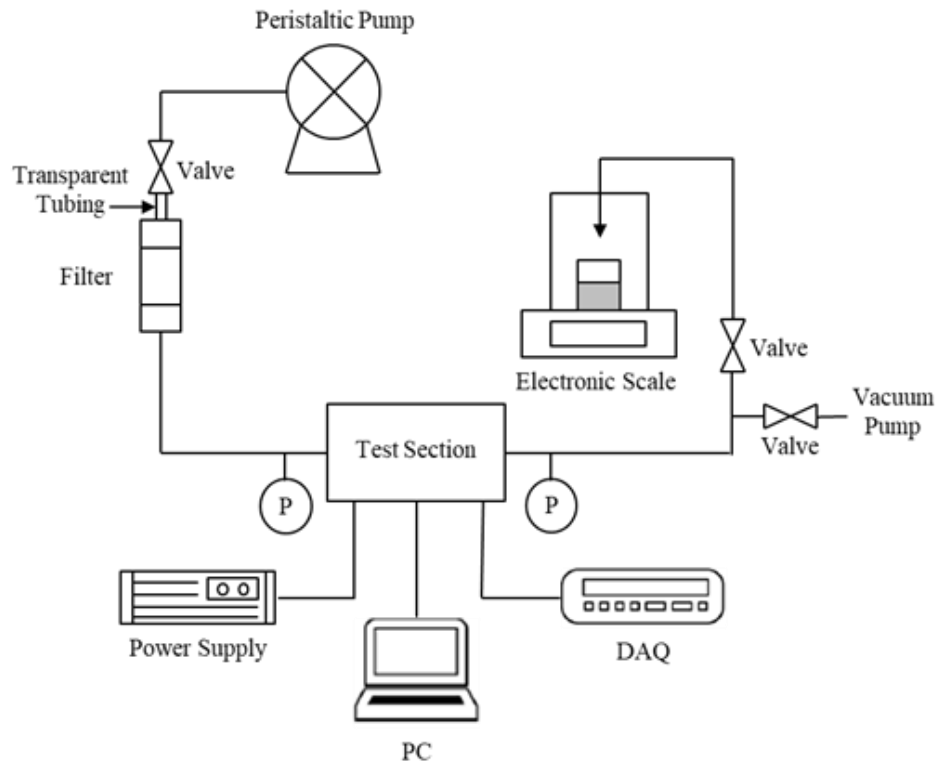 Peristaltic Pump
Transparent
Tubing
Valve
Filter
Electronic Scale
Valve
Vacuum
Pump
Valve
Test Section
P
P
Power Supply
PC
DAQ